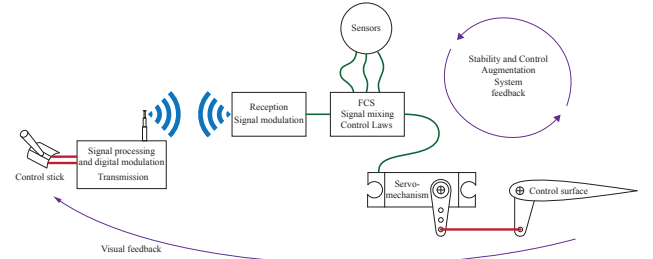 Sensors
Stability and Control
Augmentation
System
feedback
Reception
Signal modulation
FCS
Signal mixing
Control Laws
Signal processing
and digital modulation
Transmission
Control stick
Servo-
mechanism
Control surface
Visual feedback